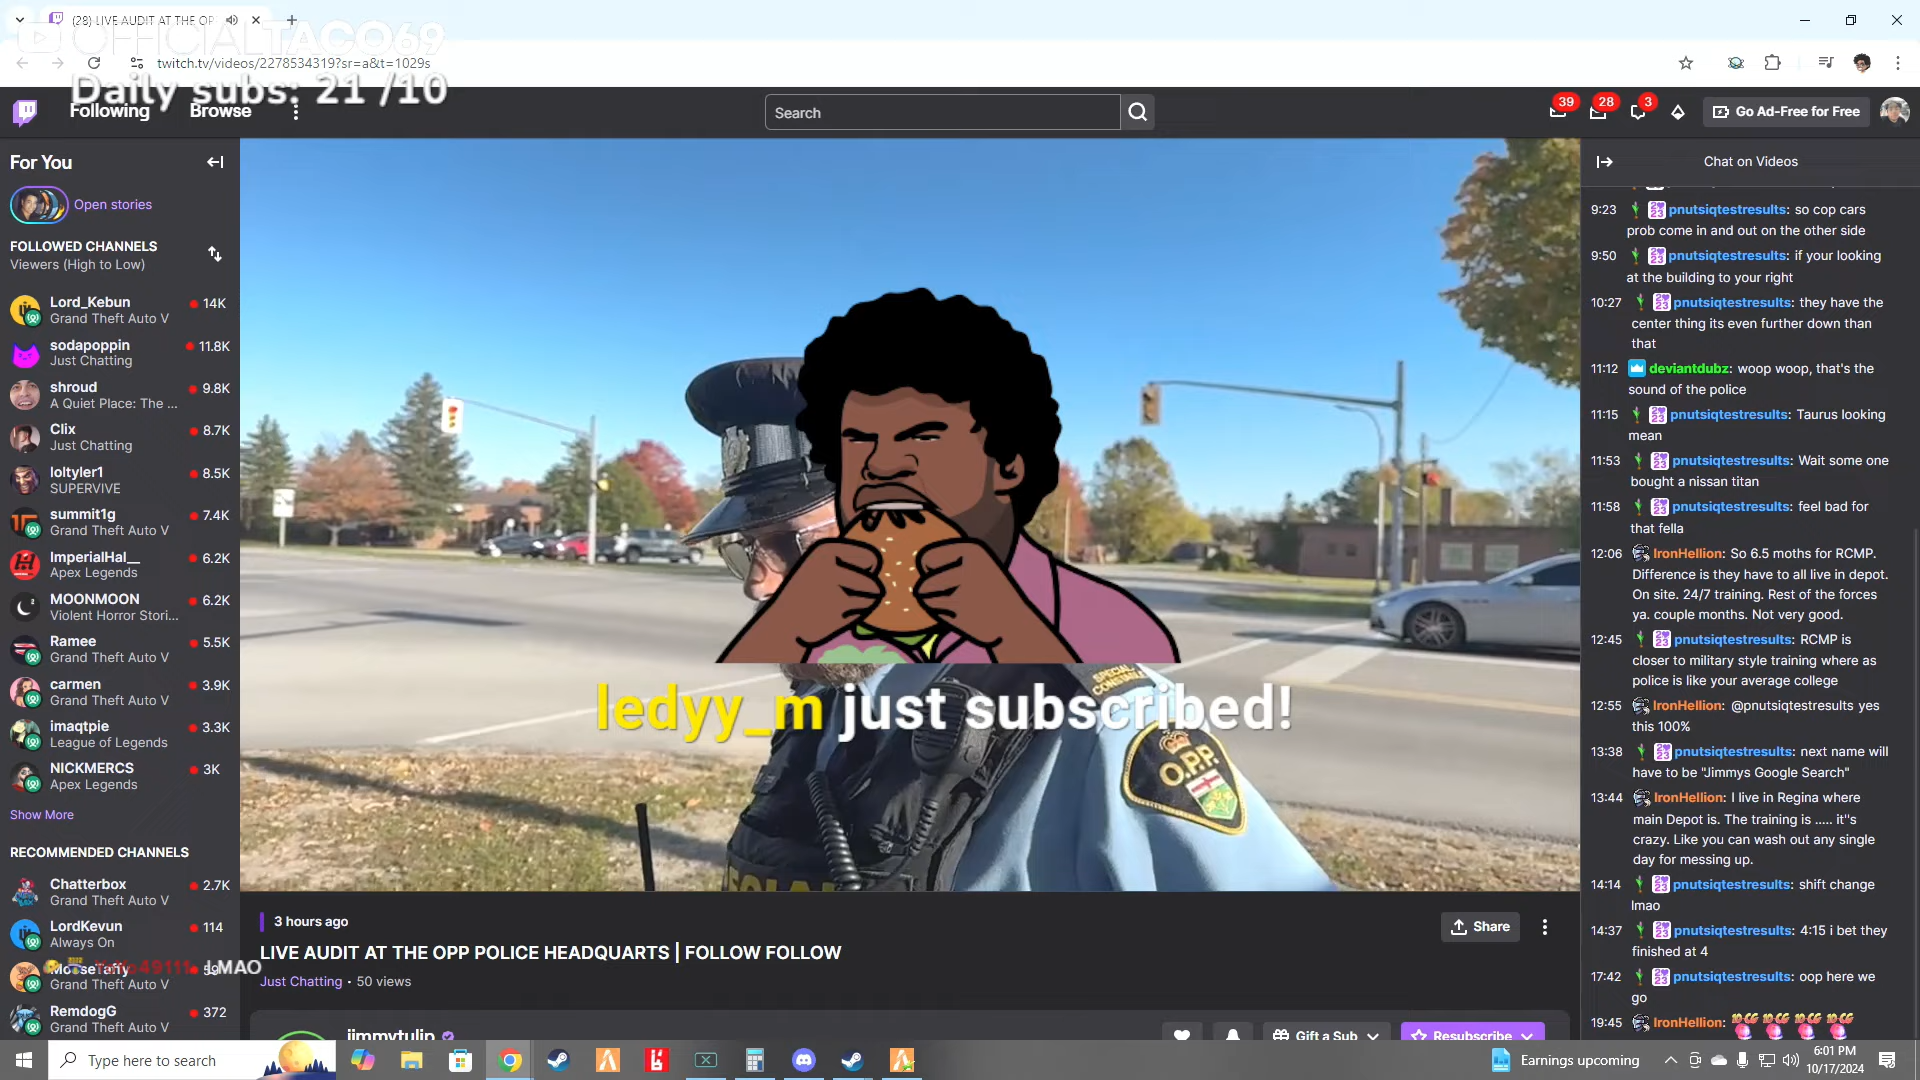 (28) LIVE AUDIT AT THE OP
OFFICIALTACO69
twitch.tv/videos/2278534319?sr=a&t=1029s
Daily subs: 21 /10
Following
Browse
Search
39
28
3
Go Ad-Free for Free
For You
Open stories
FOLLOWED CHANNELS
Viewers (High to Low)
Lord_Kebun
14K
Grand Theft Auto V
sodapoppin
11.8K
Just Chatting
shroud
9.8K
A Quiet Place: The ...
Clix
8.7K
Just Chatting
loltyler1
8.5K
SUPERVIVE
summit1g
7.4K
Grand Theft Auto V
ImperialHal__
6.2K
Apex Legends
MOONMOON
6.2K
Violent Horror Stori...
Ramee
5.5K
Grand Theft Auto V
carmen
3.9K
Grand Theft Auto V
imaqtpie
3.3K
League of Legends
NICKMERCS
3K
Apex Legends
Show More
RECOMMENDED CHANNELS
Chatterbox
2.7K
Grand Theft Auto V
LordKevun
114
Always On
LMAO
Grand Theft Auto V
RemdogG
372
Grand Theft Auto V
ledyy_m just subscribed!
SPECIAL
CONSTABLE
O.P.P.
3 hours ago
Share
LIVE AUDIT AT THE OPP POLICE HEADQUARTS | FOLLOW FOLLOW
Just Chatting • 50 views
jimmytulip
Gift a Sub
Resubscribe
Chat on Videos
9:23 pnutsiqtestresults: so cop cars
prob come in and out on the other side
9:50 pnutsiqtestresults: if your looking
at the building to your right
10:27 pnutsiqtestresults: they have the
center thing its even further down than
that
11:12 deviantdubz: woop woop, that's the
sound of the police
11:15 pnutsiqtestresults: Taurus looking
mean
11:53 pnutsiqtestresults: Wait some one
bought a nissan titan
11:58 pnutsiqtestresults: feel bad for
that fella
12:06 IronHellion: So 6.5 moths for RCMP.
Difference is they have to all live in depot.
On site. 24/7 training. Rest of the forces
ya. couple months. Not very good.
12:45 pnutsiqtestresults: RCMP is
closer to military style training where as
police is like your average college
12:55 IronHellion: @pnutsiqtestresults yes
this 100%
13:38 pnutsiqtestresults: next name will
have to be "Jimmys Google Search"
13:44 IronHellion: I live in Regina where
main Depot is. The training is ..... it''s
crazy. Like you can wash out any single
day for messing up.
14:14 pnutsiqtestresults: shift change
lmao
14:37 pnutsiqtestresults: 4:15 i bet they
finished at 4
17:42 pnutsiqtestresults: oop here we
go
19:45 IronHellion:
Type here to search
Earnings upcoming
6:01 PM
10/17/2024